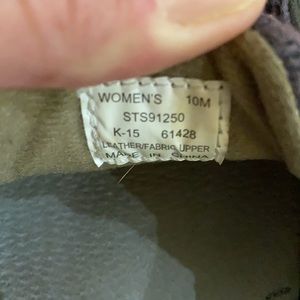 WOMEN'S 10M
STS91250
K-15 61428
LEATHER/FABRIC UPPER
MADE IN CHINA